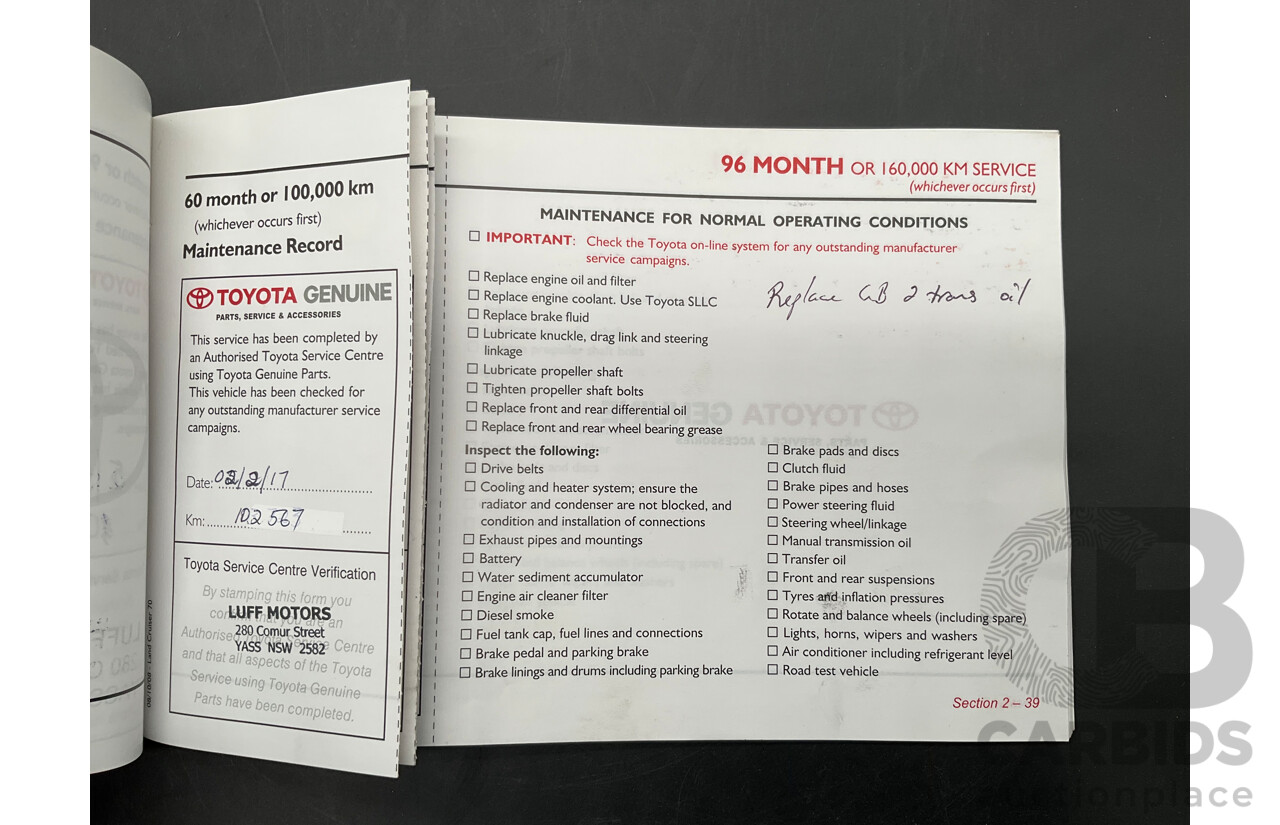 60 month or 100,000 km
(whichever occurs first)
Maintenance Record
TOYOTA GENUINE
PARTS, SERVICE & ACCESSORIES
This service has been completed by
an Authorised Toyota Service Centre
using Toyota Genuine Parts.
This vehicle has been checked for
any outstanding manufacturer service
campaigns.
Date: 02/2/17
Km: 102 567
Toyota Service Centre Verification
By stamping this form you
confirm that you are an
Authorised Toyota Service Centre
and that all aspects of the Toyota
Service using Toyota Genuine
Parts have been completed.
LUFF MOTORS
280 Comur Street
YASS NSW 2582
Land Cruiser 70
96 MONTH OR 160,000 KM SERVICE
(whichever occurs first)
MAINTENANCE FOR NORMAL OPERATING CONDITIONS
IMPORTANT: Check the Toyota on-line system for any outstanding manufacturer
service campaigns.
Replace engine oil and filter
Replace engine coolant. Use Toyota SLLC
Replace brake fluid
Lubricate knuckle, drag link and steering
linkage
Lubricate propeller shaft
Tighten propeller shaft bolts
Replace front and rear differential oil
Replace front and rear wheel bearing grease
Replace GB 2 trans oil
Inspect the following:
Drive belts
Cooling and heater system; ensure the
radiator and condenser are not blocked, and
condition and installation of connections
Exhaust pipes and mountings
Battery
Water sediment accumulator
Engine air cleaner filter
Diesel smoke
Fuel tank cap, fuel lines and connections
Brake pedal and parking brake
Brake linings and drums including parking brake
Brake pads and discs
Clutch fluid
Brake pipes and hoses
Power steering fluid
Steering wheel/linkage
Manual transmission oil
Transfer oil
Front and rear suspensions
Tyres and inflation pressures
Rotate and balance wheels (including spare)
Lights, horns, wipers and washers
Air conditioner including refrigerant level
Road test vehicle
Section 2 – 39
CB
CARBIDS
auctionplace